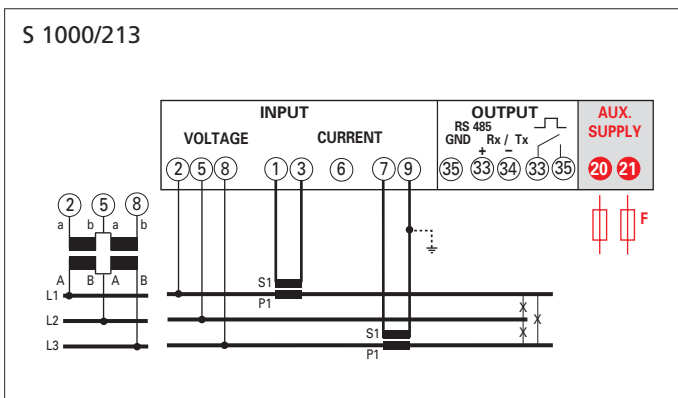 S 1000/213
INPUT
OUTPUT
AUX.
SUPPLY
VOLTAGE
CURRENT
RS 485
GND Rx / Tx
+ −
2 5 8 1 3 6 7 9 35 33 34 33 35 20 21
2 5 8
a b a b
F
A B A B
S1
L1
P1
L2
X
X
S1
X
L3
P1